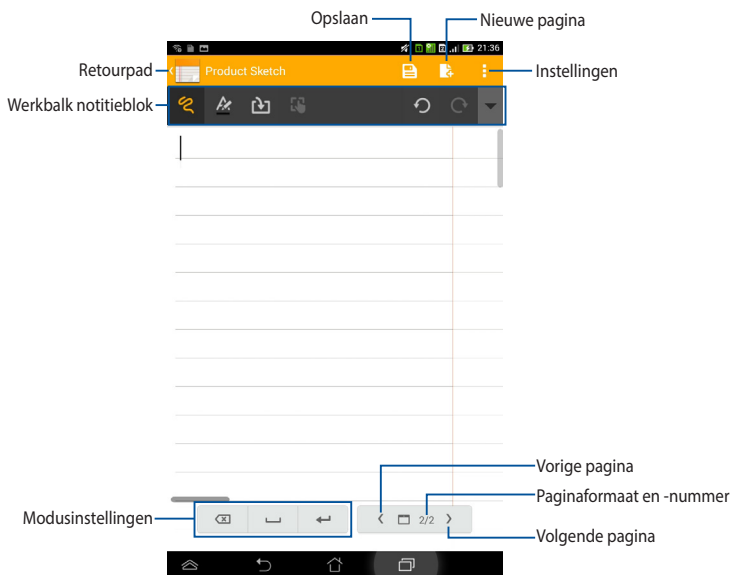 Opslaan
Nieuwe pagina
21:36
Retourpad
Product Sketch
Instellingen
Werkbalk notitieblok
Vorige pagina
Paginaformaat en -nummer
Modusinstellingen
2/2
Volgende pagina